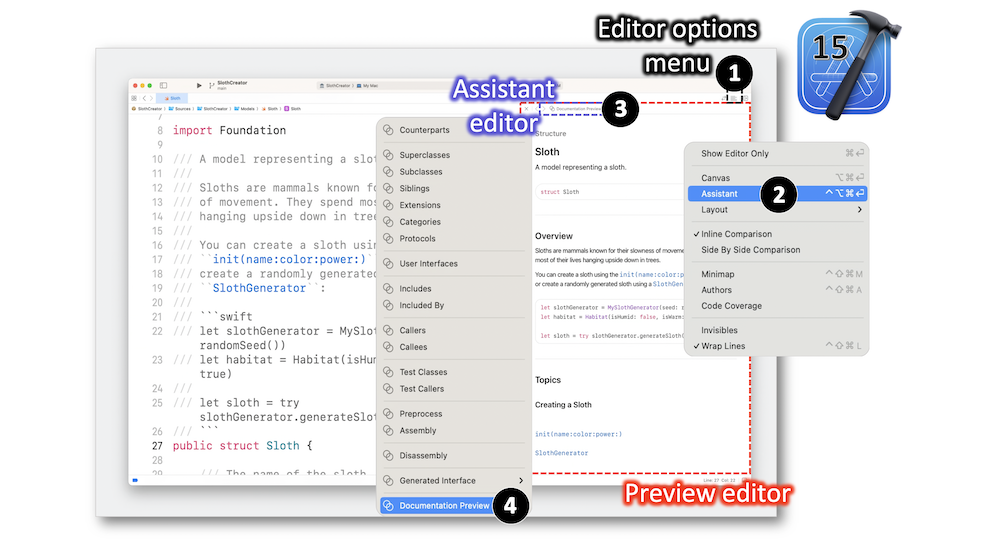 Editor options
menu
1
15
SlothCreator
main
SlothCreator
My Mac
Sloth
SlothCreator
Sources
SlothCreator
Models
Sloth
Sloth
Assistant
editor
3
Documentation Preview
7
8 import Foundation
9
10 /// A model representing a slot
11 ///
12 /// Sloths are mammals known fo
13 /// of movement. They spend mos
14 /// hanging upside down in tree
15 ///
16 /// You can create a sloth usin
17 /// ``init(name:color:power:)``
18 /// create a randomly generated
19 /// ``SlothGenerator``:
20 ///
21 /// ```swift
22 /// let slothGenerator = MySlot
randomSeed())
23 /// let habitat = Habitat(isHum
true)
24 ///
25 /// let sloth = try
slothGenerator.generateSlot
26 /// ```
27 public struct Sloth {
28
29 /// The name of the sloth
Counterparts
Superclasses
Subclasses
Siblings
Extensions
Categories
Protocols
User Interfaces
Includes
Included By
Callers
Callees
Test Classes
Test Callers
Preprocess
Assembly
Disassembly
Generated Interface
Documentation Preview
4
Structure
Sloth
A model representing a sloth.
struct Sloth
Overview
Sloths are mammals known for their slowness of moveme
most of their lives hanging upside down in trees.
You can create a sloth using the init(name:color:p
or create a randomly generated sloth using a SlothGen
let slothGenerator = MySlothGenerator(seed: r
let habitat = Habitat(isHumid: false, isWarm:
let sloth = try slothGenerator.generateSloth(
Topics
Creating a Sloth
init(name:color:power:)
SlothGenerator
Show Editor Only ⌘↩
Canvas ⌥⌘↩
Assistant 2 ^⌥⌘↩
Layout
✓ Inline Comparison
Side By Side Comparison
Minimap ^⇧⌘M
Authors ^⇧⌘A
Code Coverage
Invisibles
✓ Wrap Lines ^⇧⌘L
Line: 27 Col: 22
Preview editor